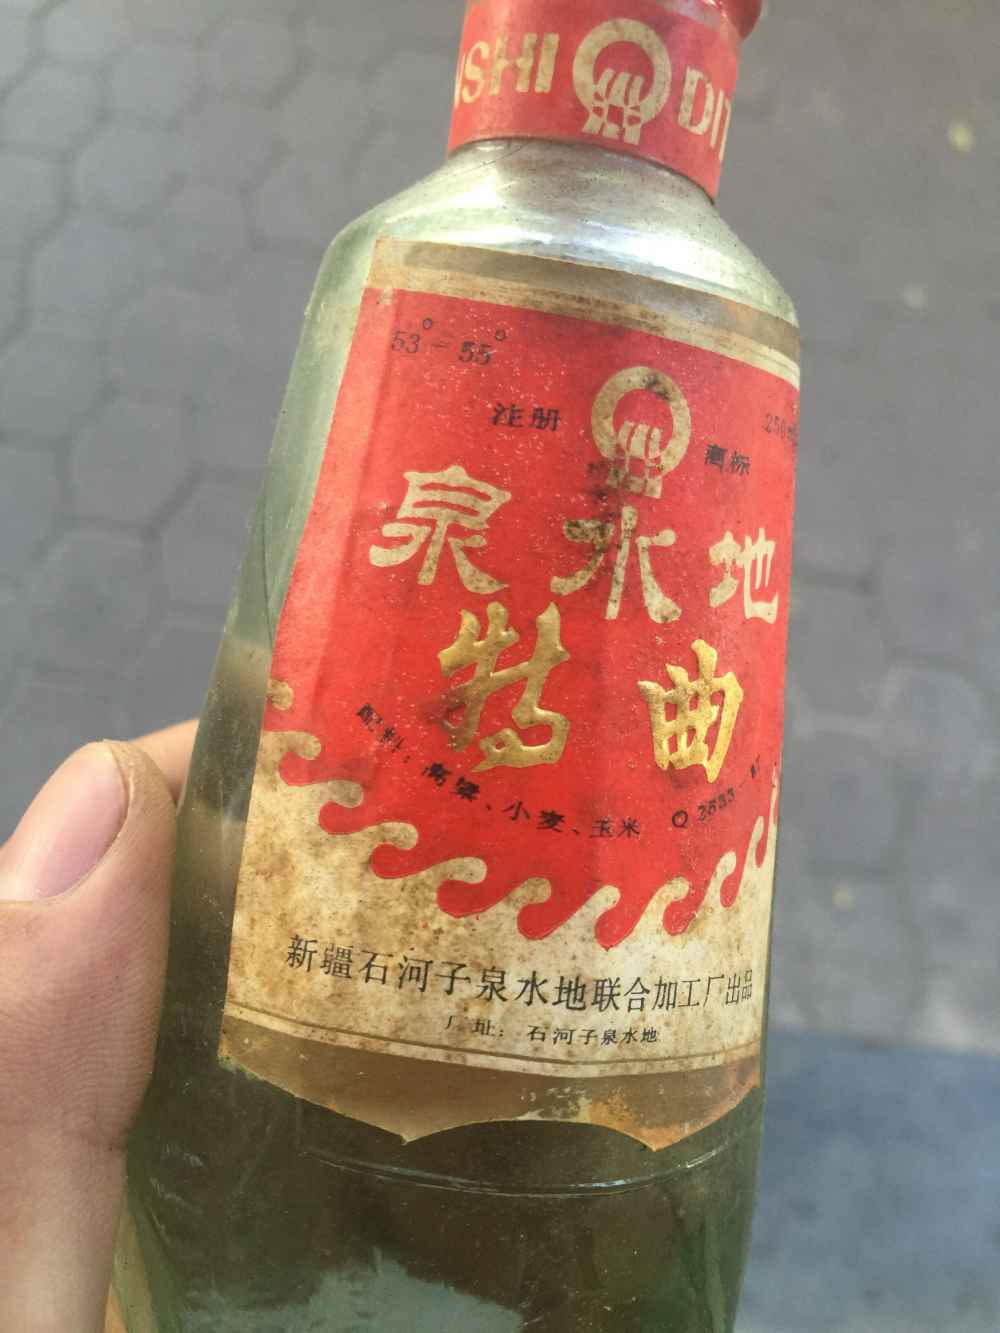 SHI DI
53°-55°
250
注册 商标
泉水地
特曲
配料：高粱、小麦、玉米 Q 2633—
新疆石河子泉水地联合加工厂出品
厂址：石河子泉水地